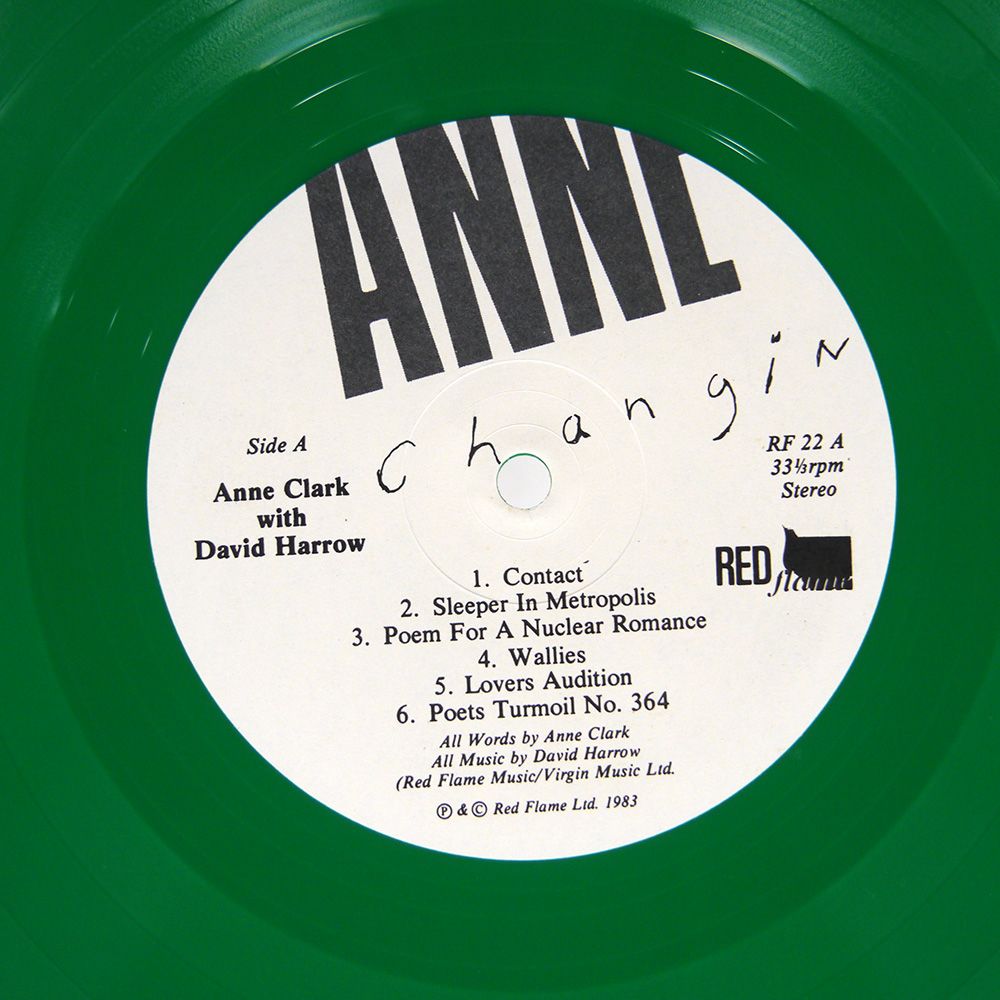 ANNE
changin
Side A
Anne Clark
with
David Harrow
RF 22 A
33⅓rpm
Stereo
RED flame
1. Contact
2. Sleeper In Metropolis
3. Poem For A Nuclear Romance
4. Wallies
5. Lovers Audition
6. Poets Turmoil No. 364
All Words by Anne Clark
All Music by David Harrow
(Red Flame Music/Virgin Music Ltd.
℗ & © Red Flame Ltd. 1983